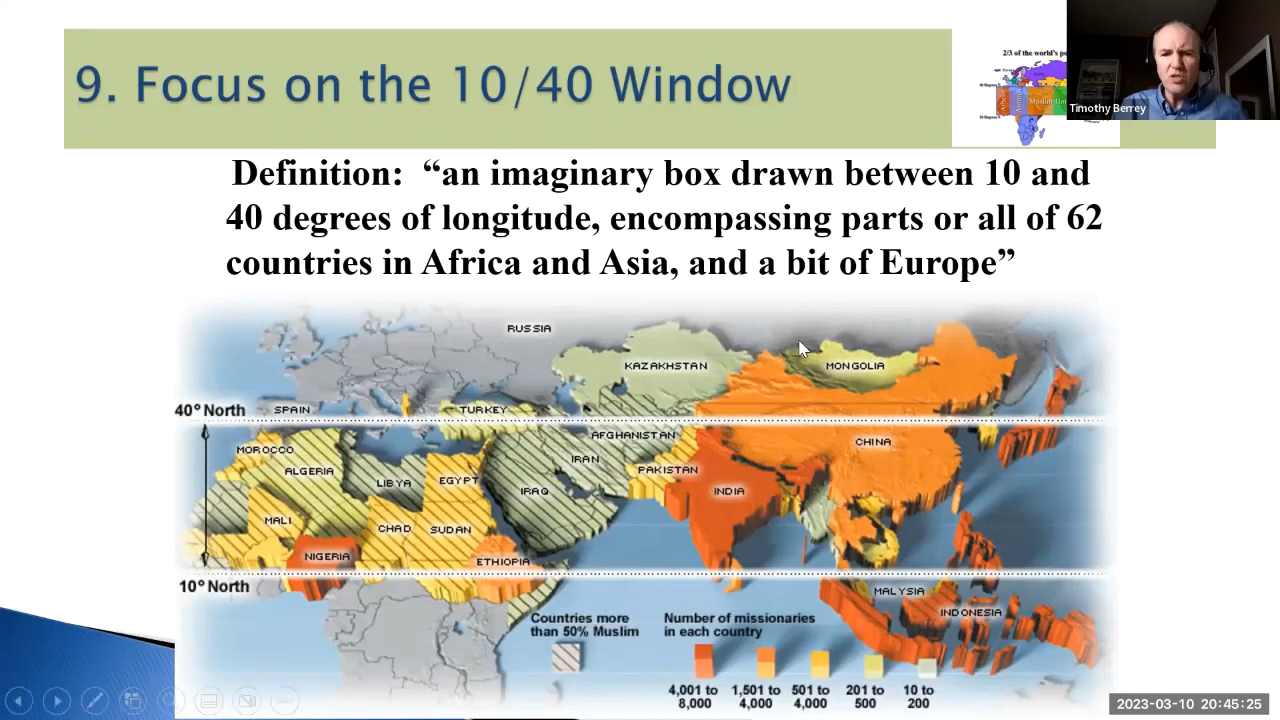 9. Focus on the 10/40 Window
2/3 of the world's
Timothy Berrey
Definition: “an imaginary box drawn between 10 and
40 degrees of longitude, encompassing parts or all of 62
countries in Africa and Asia, and a bit of Europe”
RUSSIA
KAZAKHSTAN
MONGOLIA
40° North
SPAIN
TURKEY
AFGHANISTAN
CHINA
MOROCCO
ALGERIA
LIBYA
EGYPT
IRAN
PAKISTAN
IRAQ
INDIA
MALI
CHAD
SUDAN
NIGERIA
ETHIOPIA
10° North
MALYSIA
INDONESIA
Countries more
than 50% Muslim
Number of missionaries
in each country
4,001 to
8,000
1,501 to
4,000
501 to
4,000
201 to
500
10 to
200
2023-03-10 20:45:25